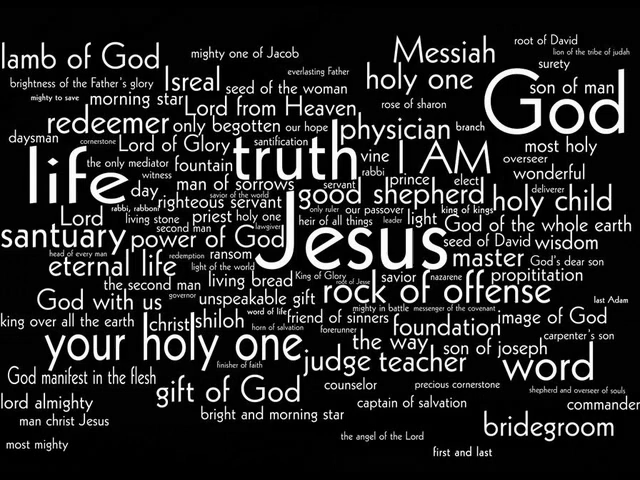 root of David
Messiah
lion of the tribe of judah
lamb of God
mighty one of Jacob
surety
everlasting Father
brightness of the Father's glory
Isreal
seed of the woman
holy one
son of man
God
mighty to save
morning star
Lord from Heaven
rose of sharon
redeemer
only begotten
our hope
physician
branch
daysman
cornerstone
Lord of Glory
santification
truth
vine
I AM
most holy
life
the only mediator
fountain
rabbi
overseer
witness
man of sorrows
servant
prince
elect
wonderful
day
savior of the world
good shepherd
deliverer
righteous servant
holy child
rabbi, rabboni
Lord
living stone
priest
holy one
only ruler
our passover
light
king of kings
second man
lawgiver
Jesus
heir of all things
leader
God of the whole earth
santuary
power of God
seed of David
wisdom
head of every man
redemption
ransom
master
God's dear son
eternal life
light of the world
King of Glory
savior
nazarene
propititation
the second man
living bread
root of Jesse
God with us
governor
unspeakable gift
rock of offense
last Adam
king over all the earth
christ
shiloh
word of life
friend of sinners
mighty in battle
messenger of the covenant
image of God
horn of salvation
forerunner
foundation
your holy one
the way
son of joseph
carpenter's son
finisher of faith
judge
teacher
word
God manifest in the flesh
gift of God
counselor
precious cornerstone
shepherd and overseer of souls
lord almighty
captain of salvation
commander
man christ Jesus
bright and morning star
bridegroom
most mighty
the angel of the Lord
first and last